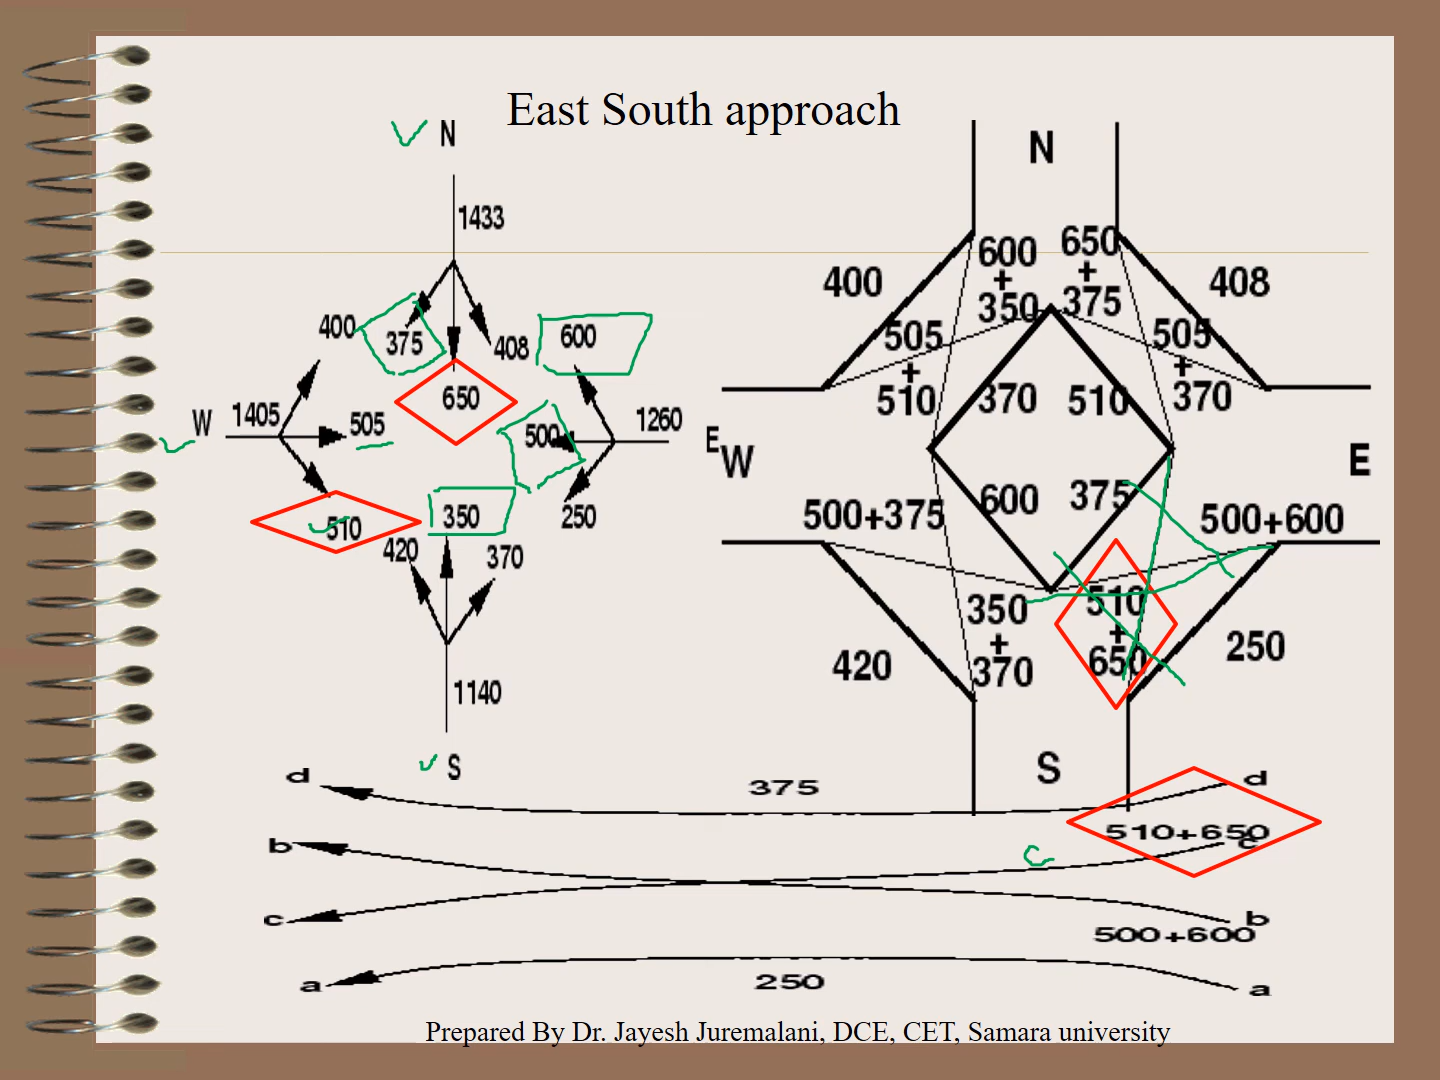 East South approach
N
1433
400
375
408
600
650
W
1405
505
500
1260
E
510
350
250
420
370
1140
S
N
600
+
350
650
+
375
400
408
505
+
510
505
+
370
370
510
W
E
600
375
500+375
500+600
350
+
370
510
+
650
420
250
S
d
375
d
510+650
b
c
c
c
b
500+600
a
250
a
Prepared By Dr. Jayesh Juremalani, DCE, CET, Samara university